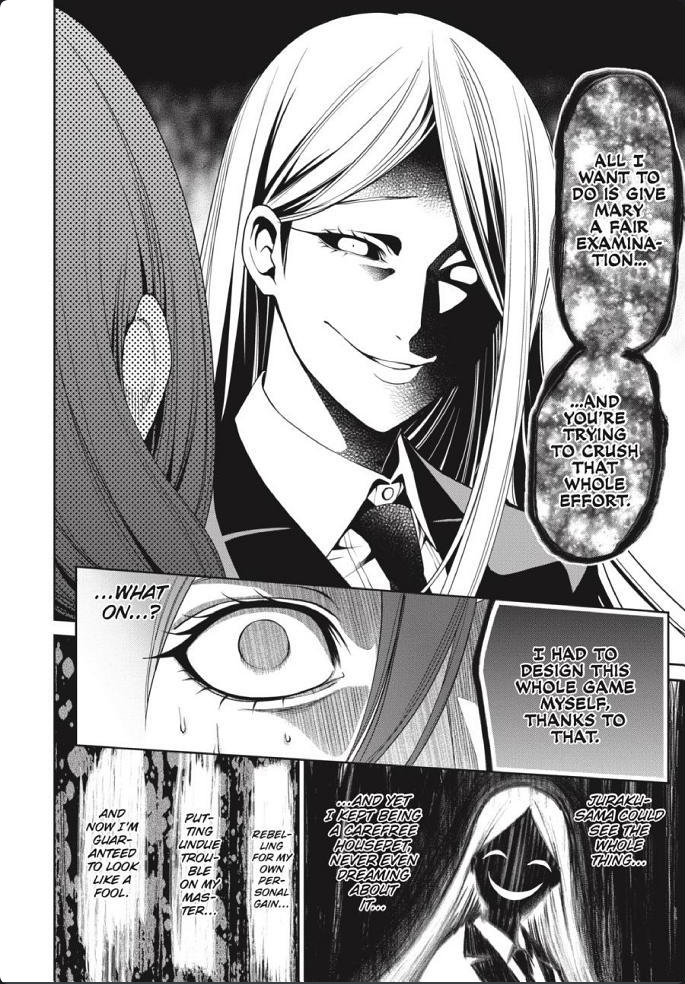 ALL I
WANT TO
DO IS GIVE
MARY
A FAIR
EXAMINA-
TION...
...AND
YOU'RE
TRYING
TO CRUSH
THAT
WHOLE
EFFORT.
I HAD TO
DESIGN THIS
WHOLE GAME
MYSELF,
THANKS TO
THAT.
...WHAT
ON...?
JURAKU-
SAMA COULD
SEE THE
WHOLE
THING...
...AND YET
I KEPT BEING
A CAREFREE
HOUSEPET,
NEVER EVEN
DREAMING
ABOUT
IT...
REBEL-
LING
FOR MY
OWN
PER-
SONAL
GAIN...
PUT-
TING
UNDUE
TROU-
BLE
ON MY
MAS-
TER...
AND
NOW I'M
GUAR-
ANTEED
TO LOOK
LIKE A
FOOL.